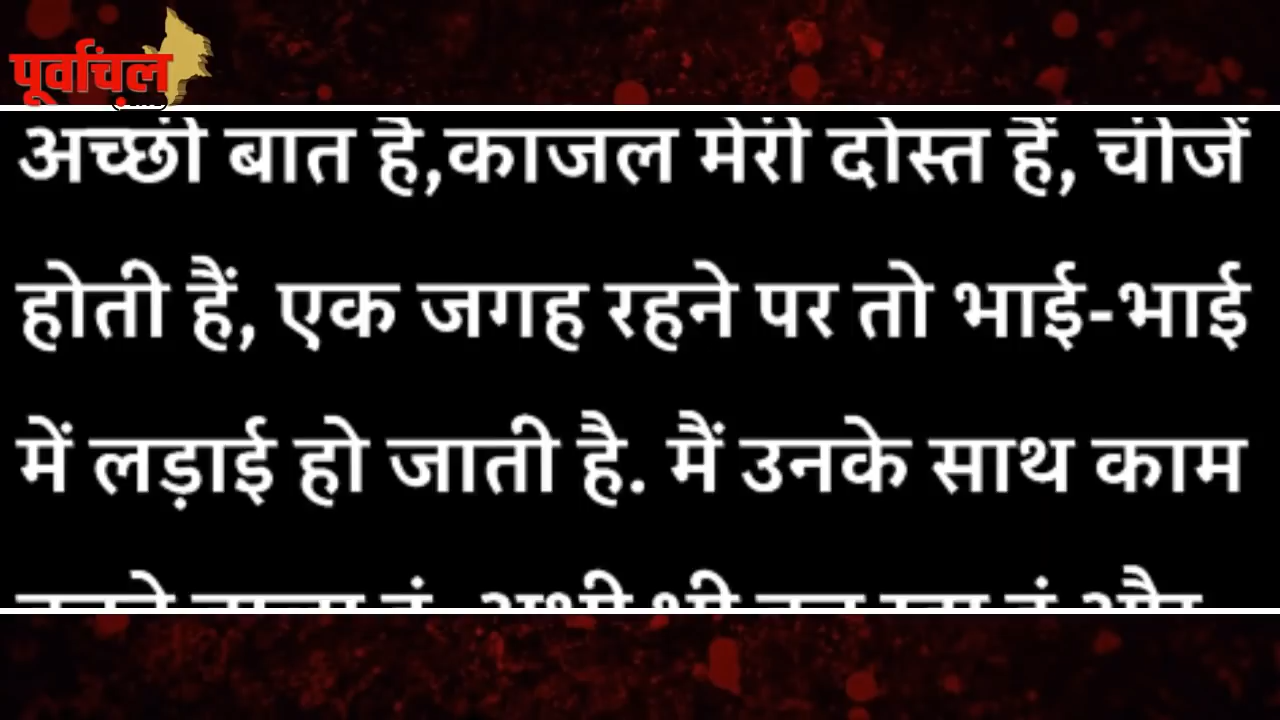 पूर्वांचल
अच्छी बात है,काजल मेरी दोस्त हैं, चीजें
होती हैं, एक जगह रहने पर तो भाई-भाई
में लड़ाई हो जाती है. मैं उनके साथ काम